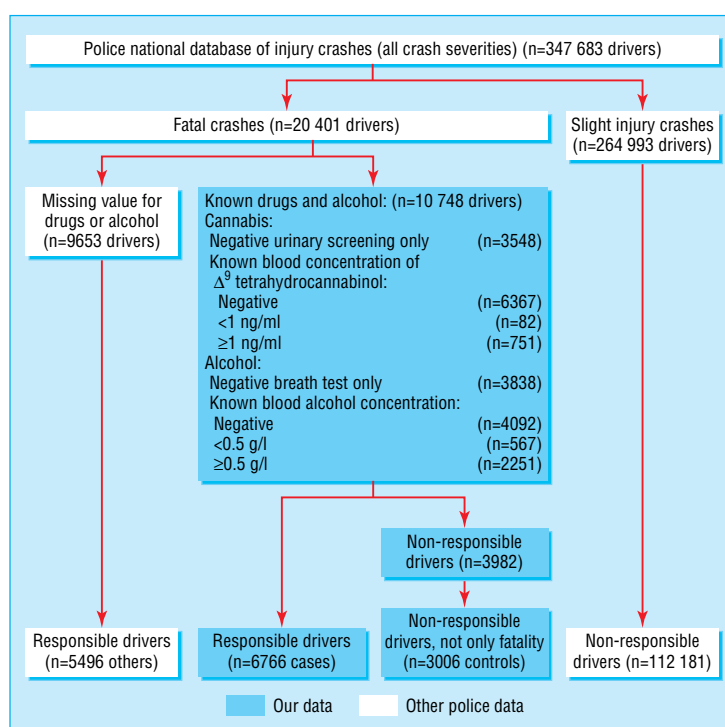 Police national database of injury crashes (all crash severities) (n=347 683 drivers)
Fatal crashes (n=20 401 drivers)
Slight injury crashes
(n=264 993 drivers)
Missing value for
drugs or alcohol
(n=9653 drivers)
Known drugs and alcohol: (n=10 748 drivers)
Cannabis:
Negative urinary screening only (n=3548)
Known blood concentration of
Δ⁹ tetrahydrocannabinol:
Negative (n=6367)
<1 ng/ml (n=82)
≥1 ng/ml (n=751)
Alcohol:
Negative breath test only (n=3838)
Known blood alcohol concentration:
Negative (n=4092)
<0.5 g/l (n=567)
≥0.5 g/l (n=2251)
Non-responsible
drivers (n=3982)
Responsible drivers
(n=5496 others)
Responsible drivers
(n=6766 cases)
Non-responsible
drivers, not only fatality
(n=3006 controls)
Non-responsible
drivers (n=112 181)
Our data
Other police data